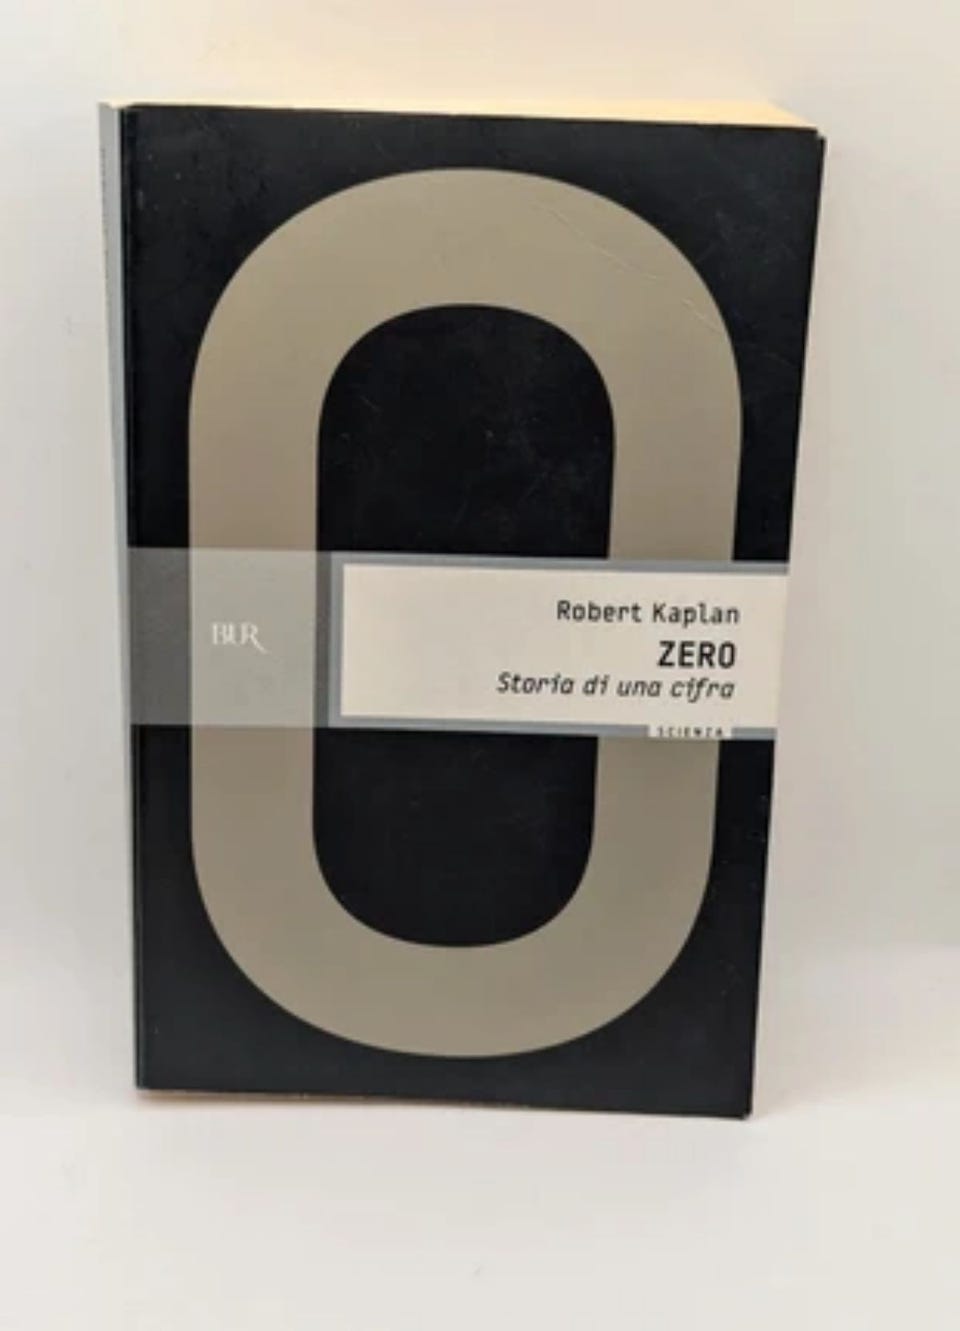 BUR
Robert Kaplan
ZERO
Storia di una cifra
SCIENZA